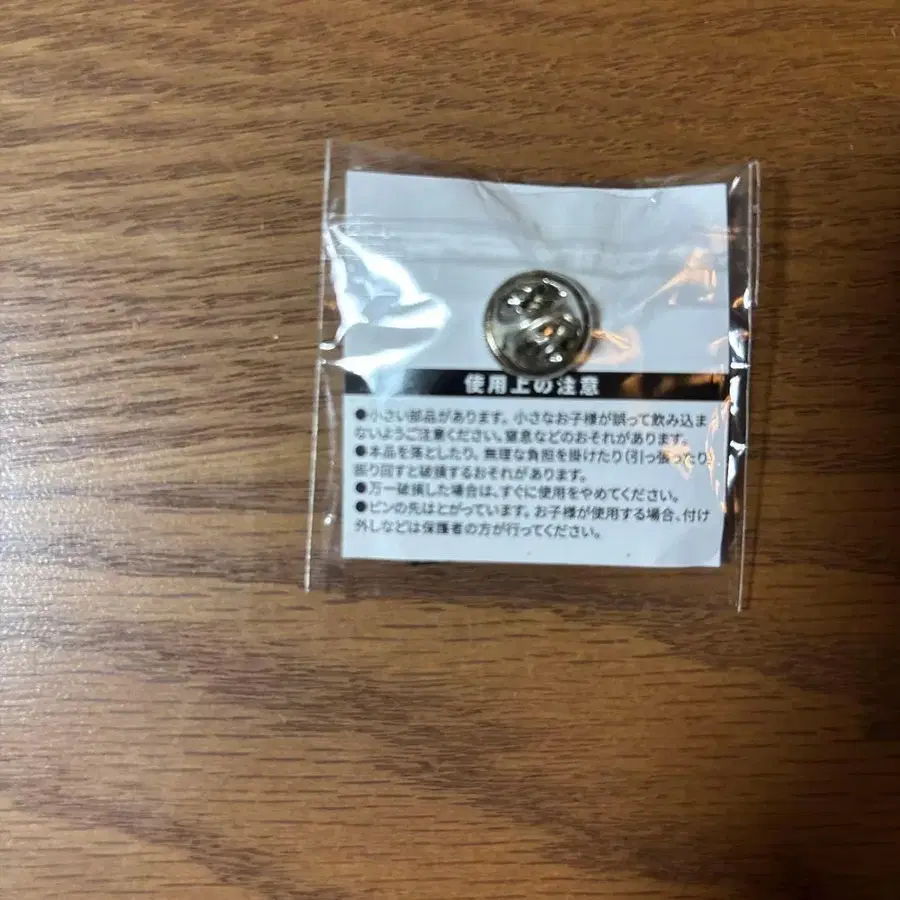 使用上の注意
●小さい部品があります。小さなお子様が誤って飲み込ま
ないようご注意ください。窒息などのおそれがあります。
●本品を落としたり、無理な負担を掛けたり（引っ張ったり）
振り回すと破損するおそれがあります。
●万一破損した場合は、すぐに使用をやめてください。
●ピンの先はとがっています。お子様が使用する場合、付け
外しなどは保護者の方が行ってください。